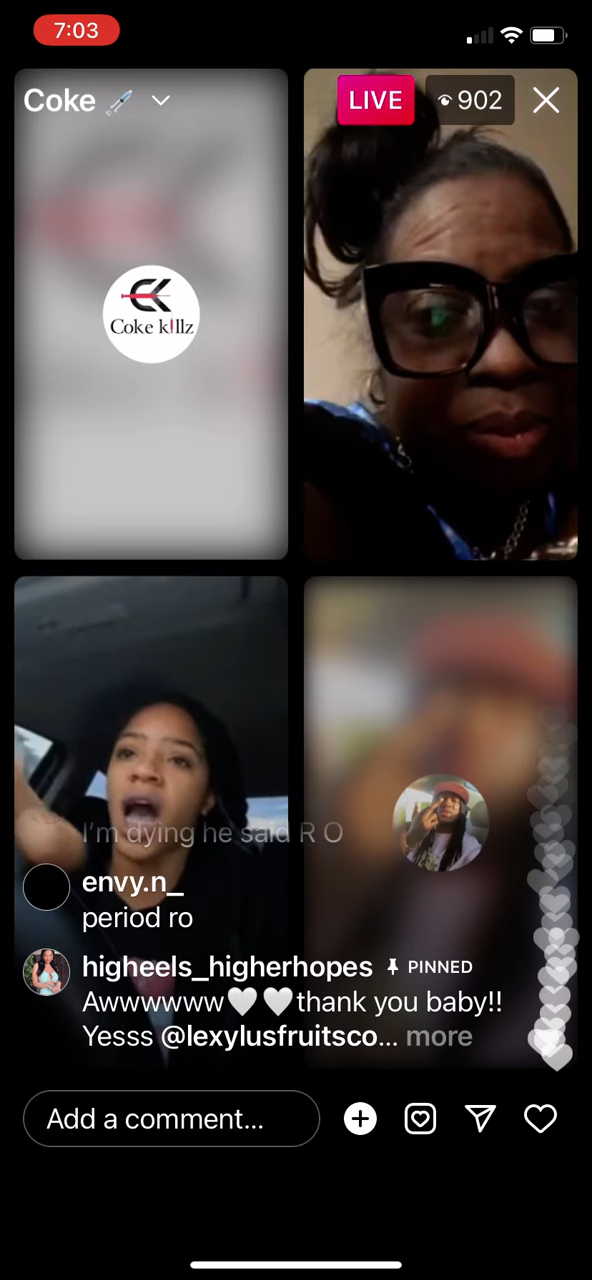 7:03
Coke
LIVE
902
Coke k!llz
I'm dying he said R O
envy.n_
period ro
higheels_higherhopes PINNED
Awwwwww🤍🤍thank you baby!!
Yesss @lexylusfruitsco... more
Add a comment...